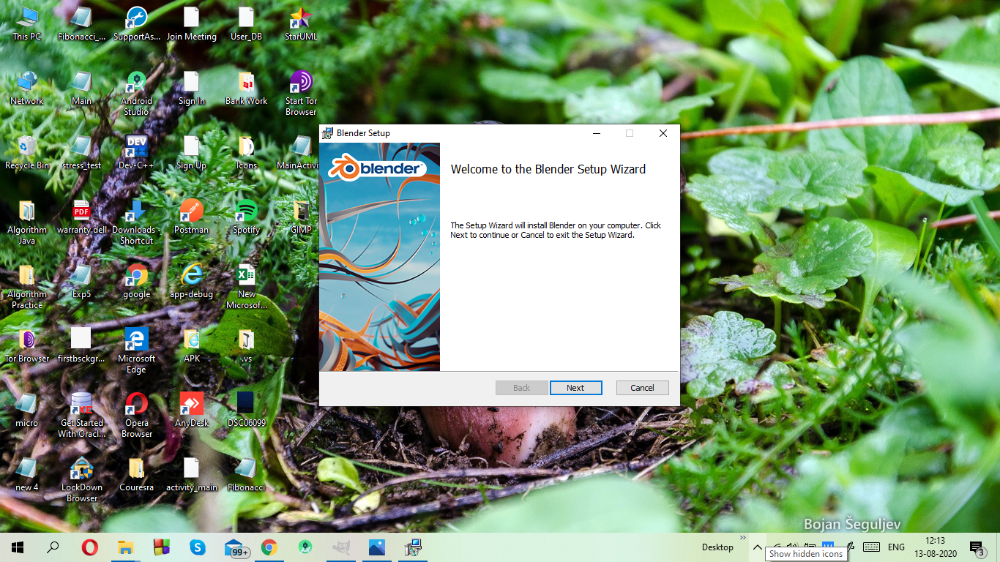 This PC
Fibonacci_...
SupportAs...
Join Meeting
User_DB
StarUML
Network
Main
Android
Studio
Sign In
Bank Work
Start Tor
Browser
Recycle Bin
stress_test
DEV
Dev-C++
Sign Up
Icons
MainActivi
Algorithm
Java
PDF
warranty dell
Downloads -
Shortcut
Postman
Spotify
GIMP
Algorithm
Practice
Exp5
google
app-debug
New
Microsof...
Tor Browser
firstbsckgr...
Microsoft
Edge
APK
.vs
micro
XE
Get Started
With Oracl...
Opera
Browser
AnyDesk
DSC06099
new 4
LockDown
Browser
Couresra
activity_main
Fibonacci
Blender Setup
blender
Welcome to the Blender Setup Wizard
The Setup Wizard will install Blender on your computer. Click
Next to continue or Cancel to exit the Setup Wizard.
Back
Next
Cancel
Bojan Šeguljev
99+
Desktop
Show hidden icons
ENG
12:13
13-08-2020
3